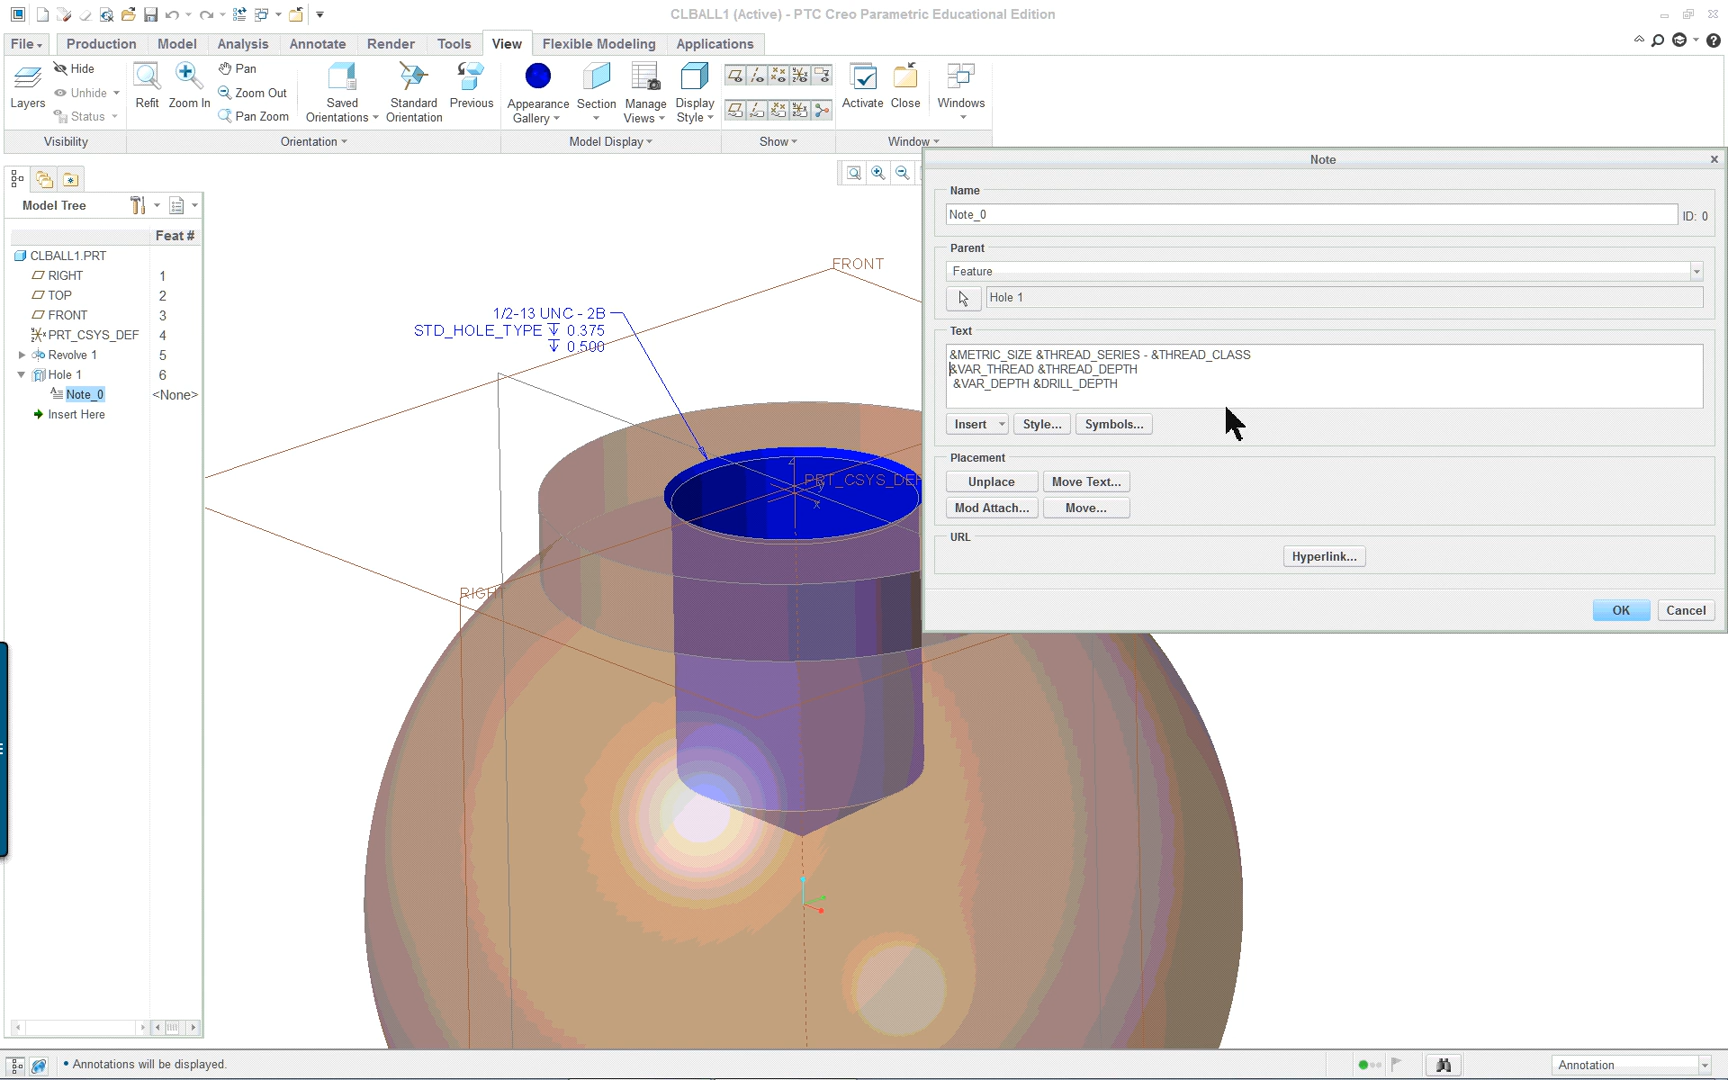 CLBALL1 (Active) - PTC Creo Parametric Educational Edition
File Production Model Analysis Annotate Render Tools View Flexible Modeling Applications
Layers
Hide
Unhide
Status
Visibility
Refit
Zoom In
Pan
Zoom Out
Pan Zoom
Saved Orientations
Standard Orientation
Previous
Orientation
Appearance Gallery
Section
Manage Views
Display Style
Model Display
Show
Activate
Close
Windows
Window
Model Tree
Feat #
CLBALL1.PRT
RIGHT 1
TOP 2
FRONT 3
PRT_CSYS_DEF 4
Revolve 1 5
Hole 1 6
Note_0 <None>
Insert Here
FRONT
1/2-13 UNC - 2B
STD_HOLE_TYPE ↧ 0.375
↧ 0.500
PRT_CSYS_DEF
RIGHT
Note
Name
Note_0
ID: 0
Parent
Feature
Hole 1
Text
&METRIC_SIZE &THREAD_SERIES - &THREAD_CLASS
&VAR_THREAD &THREAD_DEPTH
&VAR_DEPTH &DRILL_DEPTH
Insert Style... Symbols...
Placement
Unplace Move Text...
Mod Attach... Move...
URL
Hyperlink...
OK Cancel
• Annotations will be displayed.
Annotation